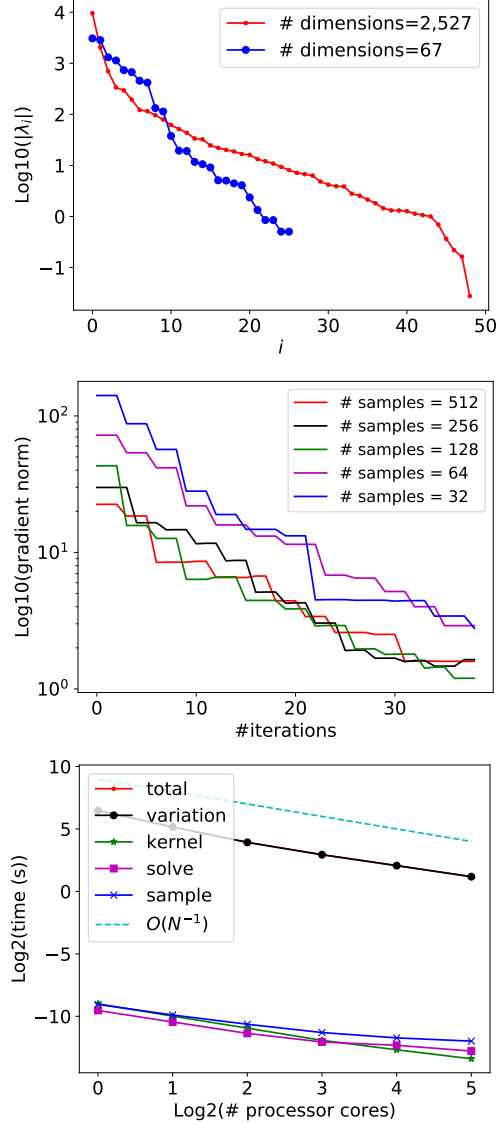 4
3
2
1
0
−1
Log10(|λᵢ|)
# dimensions=2,527
# dimensions=67
0
10
20
30
40
50
i
10²
10¹
10⁰
Log10(gradient norm)
# samples = 512
# samples = 256
# samples = 128
# samples = 64
# samples = 32
0
10
20
30
#iterations
10
5
0
−5
−10
Log2(time (s))
total
variation
kernel
solve
sample
O(N⁻¹)
0
1
2
3
4
5
Log2(# processor cores)